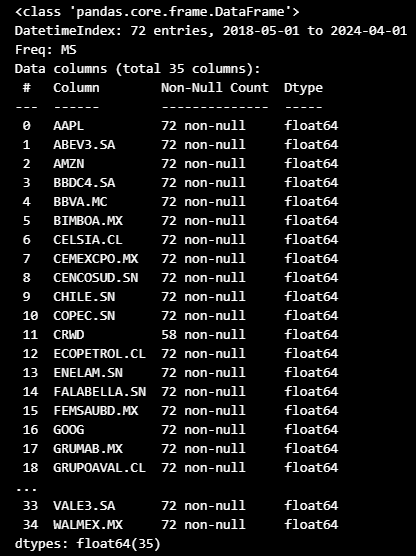 <class 'pandas.core.frame.DataFrame'>
DatetimeIndex: 72 entries, 2018-05-01 to 2024-04-01
Freq: MS
Data columns (total 35 columns):
 #   Column        Non-Null Count  Dtype
---  ------        --------------  -----
 0   AAPL          72 non-null     float64
 1   ABEV3.SA      72 non-null     float64
 2   AMZN          72 non-null     float64
 3   BBDC4.SA      72 non-null     float64
 4   BBVA.MC       72 non-null     float64
 5   BIMBOA.MX     72 non-null     float64
 6   CELSIA.CL     72 non-null     float64
 7   CEMEXCPO.MX   72 non-null     float64
 8   CENCOSUD.SN   72 non-null     float64
 9   CHILE.SN      72 non-null     float64
 10  COPEC.SN      72 non-null     float64
 11  CRWD          58 non-null     float64
 12  ECOPETROL.CL  72 non-null     float64
 13  ENELAM.SN     72 non-null     float64
 14  FALABELLA.SN  72 non-null     float64
 15  FEMSAUBD.MX   72 non-null     float64
 16  GOOG          72 non-null     float64
 17  GRUMAB.MX     72 non-null     float64
 18  GRUPOAVAL.CL  72 non-null     float64
...
 33  VALE3.SA      72 non-null     float64
 34  WALMEX.MX     72 non-null     float64
dtypes: float64(35)